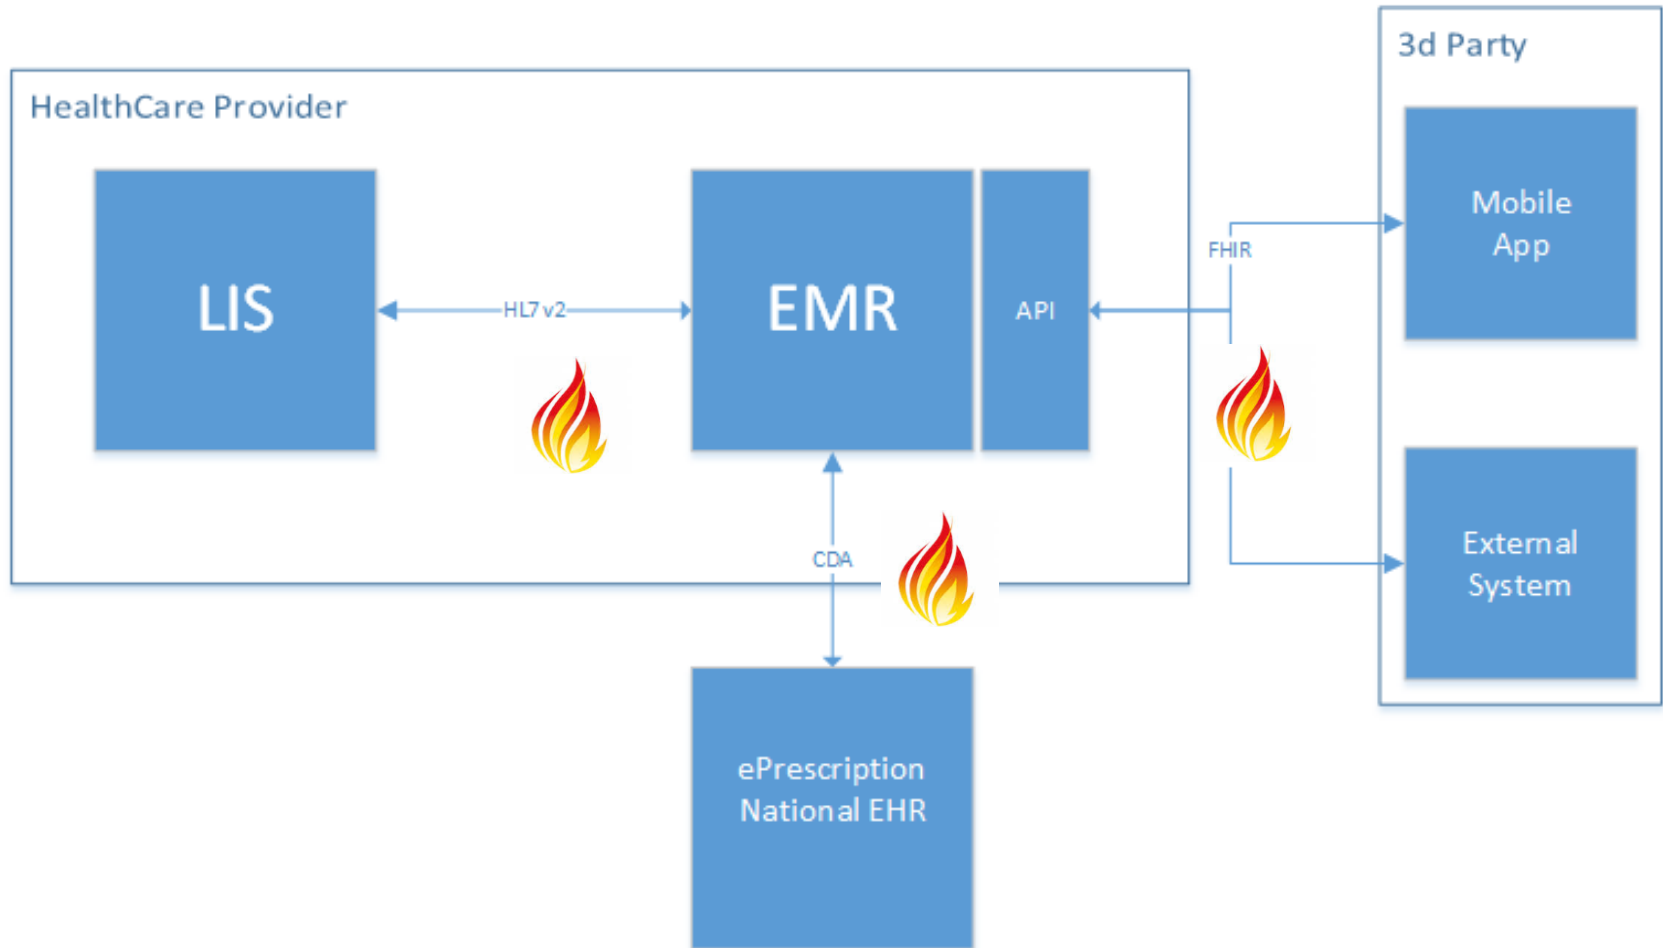 3d Party
HealthCare Provider
Mobile
App
FHIR
LIS
HL7 v2
EMR
API
External
System
CDA
ePrescription
National EHR